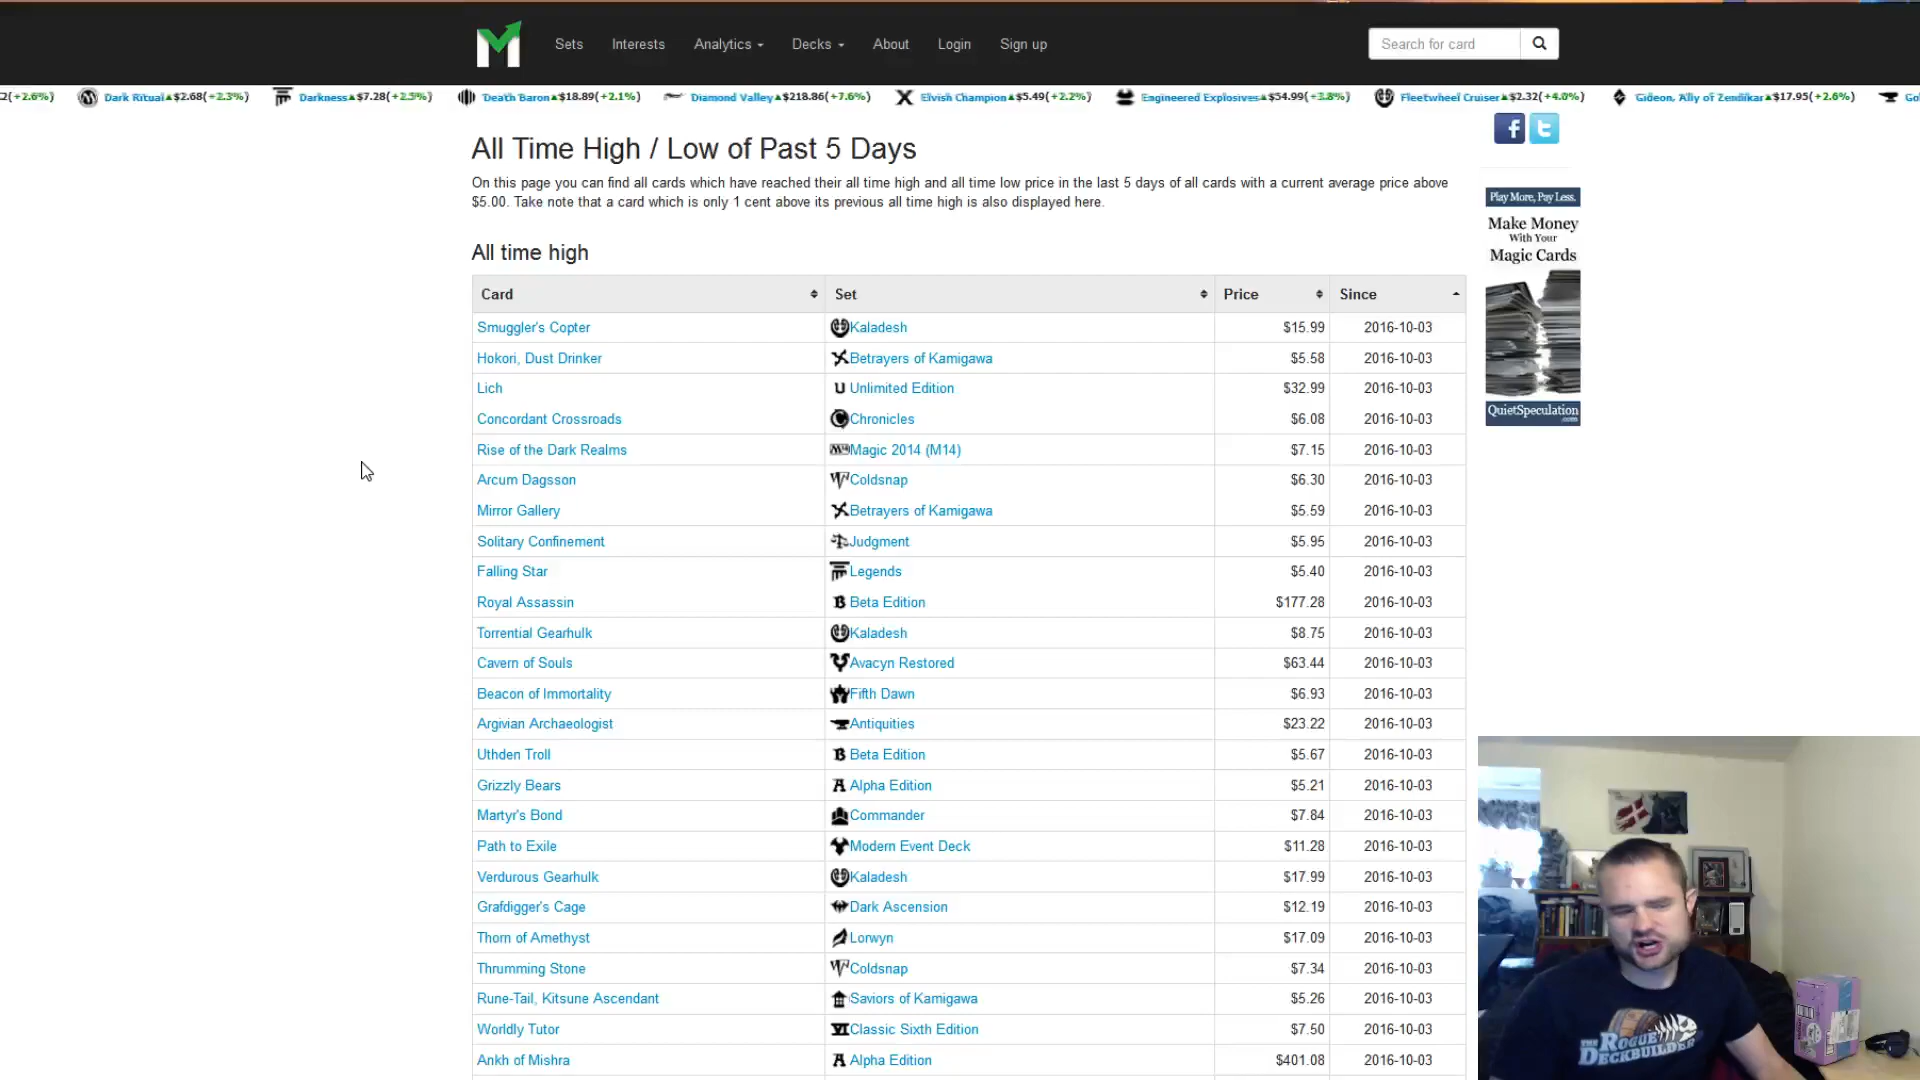 Sets Interests Analytics Decks About Login Sign up Search for card
(+2.6%) Dark Ritual▲$2.68(+2.3%) Darkness▲$7.28(+2.5%) Death Baron▲$18.89(+2.1%) Diamond Valley▲$218.86(+7.6%) Elvish Champion▲$5.49(+2.2%) Engineered Explosives▲$54.99(+3.8%) Fleetwheel Cruiser▲$2.32(+4.0%) Gideon, Ally of Zendikar▲$17.95(+2.6%)
All Time High / Low of Past 5 Days
On this page you can find all cards which have reached their all time high and all time low price in the last 5 days of all cards with a current average price above
$5.00. Take note that a card which is only 1 cent above its previous all time high is also displayed here.
All time high
Card Set Price Since
Smuggler's Copter Kaladesh $15.99 2016-10-03
Hokori, Dust Drinker Betrayers of Kamigawa $5.58 2016-10-03
Lich Unlimited Edition $32.99 2016-10-03
Concordant Crossroads Chronicles $6.08 2016-10-03
Rise of the Dark Realms Magic 2014 (M14) $7.15 2016-10-03
Arcum Dagsson Coldsnap $6.30 2016-10-03
Mirror Gallery Betrayers of Kamigawa $5.59 2016-10-03
Solitary Confinement Judgment $5.95 2016-10-03
Falling Star Legends $5.40 2016-10-03
Royal Assassin Beta Edition $177.28 2016-10-03
Torrential Gearhulk Kaladesh $8.75 2016-10-03
Cavern of Souls Avacyn Restored $63.44 2016-10-03
Beacon of Immortality Fifth Dawn $6.93 2016-10-03
Argivian Archaeologist Antiquities $23.22 2016-10-03
Uthden Troll Beta Edition $5.67 2016-10-03
Grizzly Bears Alpha Edition $5.21 2016-10-03
Martyr's Bond Commander $7.84 2016-10-03
Path to Exile Modern Event Deck $11.28 2016-10-03
Verdurous Gearhulk Kaladesh $17.99 2016-10-03
Grafdigger's Cage Dark Ascension $12.19 2016-10-03
Thorn of Amethyst Lorwyn $17.09 2016-10-03
Thrumming Stone Coldsnap $7.34 2016-10-03
Rune-Tail, Kitsune Ascendant Saviors of Kamigawa $5.26 2016-10-03
Worldly Tutor Classic Sixth Edition $7.50 2016-10-03
Ankh of Mishra Alpha Edition $401.08 2016-10-03
Play More, Pay Less.
Make Money
With Your
Magic Cards
QuietSpeculation
.com
THE ROGUE
DECKBUILDER